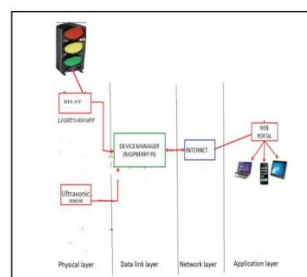 RELAY
LIGHTS ON/OFF
DEVICE MANAGER
(RASPBERRY PI)
INTERNET
WEB
PORTAL
Ultrasonic
SENSOR
Physical layer
Data link layer
Network layer
Application layer